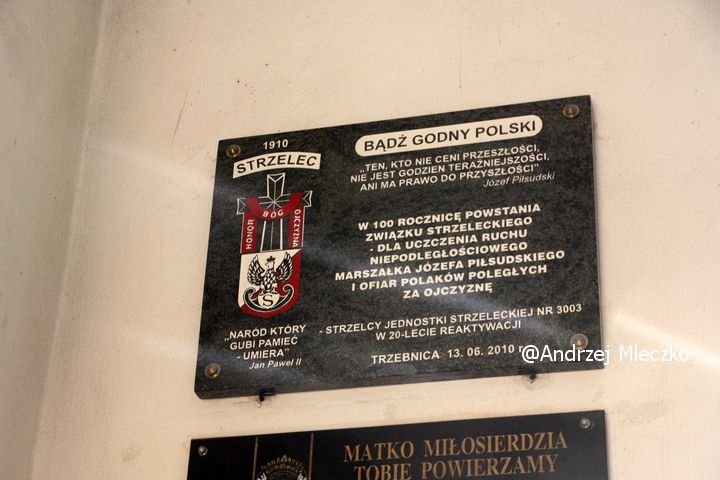 1910
STRZELEC
HONOR
BÓG
OJCZYZNA
S
„NARÓD KTÓRY
GUBI PAMIĘĆ
- UMIERA”
Jan Paweł II
BĄDŹ GODNY POLSKI
„TEN, KTO NIE CENI PRZESZŁOŚCI,
NIE JEST GODZIEN TERAŹNIEJSZOŚCI,
ANI MA PRAWO DO PRZYSZŁOŚCI”
Józef Piłsudski
W 100 ROCZNICĘ POWSTANIA
ZWIĄZKU STRZELECKIEGO
- DLA UCZCZENIA RUCHU
NIEPODLEGŁOŚCIOWEGO
MARSZAŁKA JÓZEFA PIŁSUDSKIEGO
I OFIAR POLAKÓW POLEGŁYCH
ZA OJCZYZNĘ
- STRZELCY JEDNOSTKI STRZELECKIEJ NR 3003
W 20-LECIE REAKTYWACJI
TRZEBNICA 13. 06. 2010 r.
@Andrzej Mleczko
MATKO MIŁOSIERDZIA
TOBIE POWIERZAMY